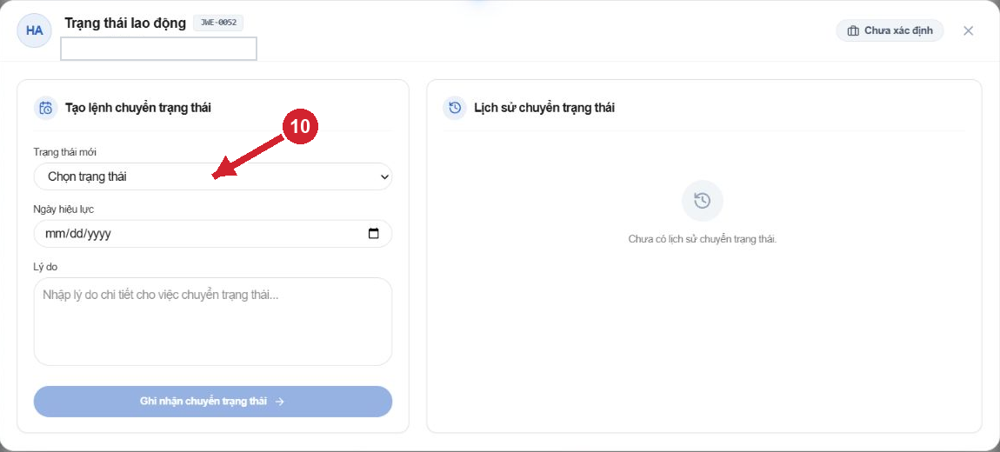 HA
Trạng thái lao động
JWE-0052
Chưa xác định
Tạo lệnh chuyển trạng thái
10
Trạng thái mới
Chọn trạng thái
Ngày hiệu lực
mm/dd/yyyy
Lý do
Nhập lý do chi tiết cho việc chuyển trạng thái...
Ghi nhận chuyển trạng thái →
Lịch sử chuyển trạng thái
Chưa có lịch sử chuyển trạng thái.